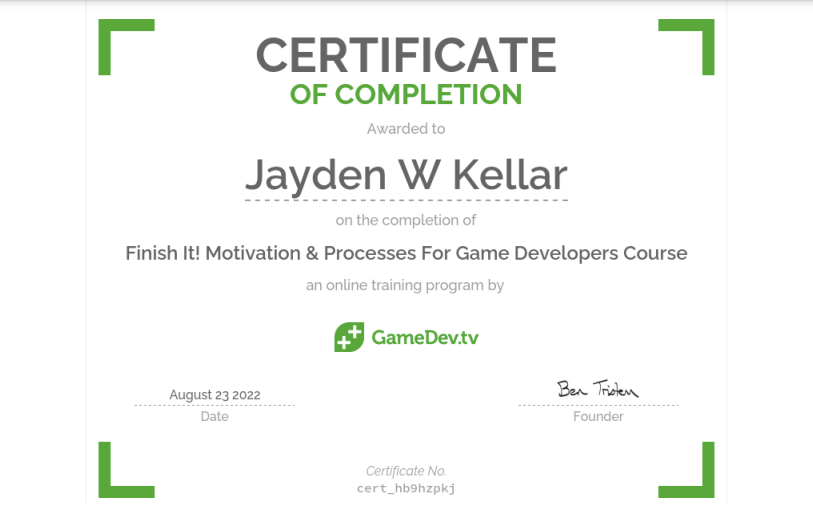 CERTIFICATE
OF COMPLETION
Awarded to
Jayden W Kellar
on the completion of
Finish It! Motivation & Processes For Game Developers Course
an online training program by
GameDev.tv
August 23 2022
Date
Ben Tristem
Founder
Certificate No.
cert_hb9hzpkj